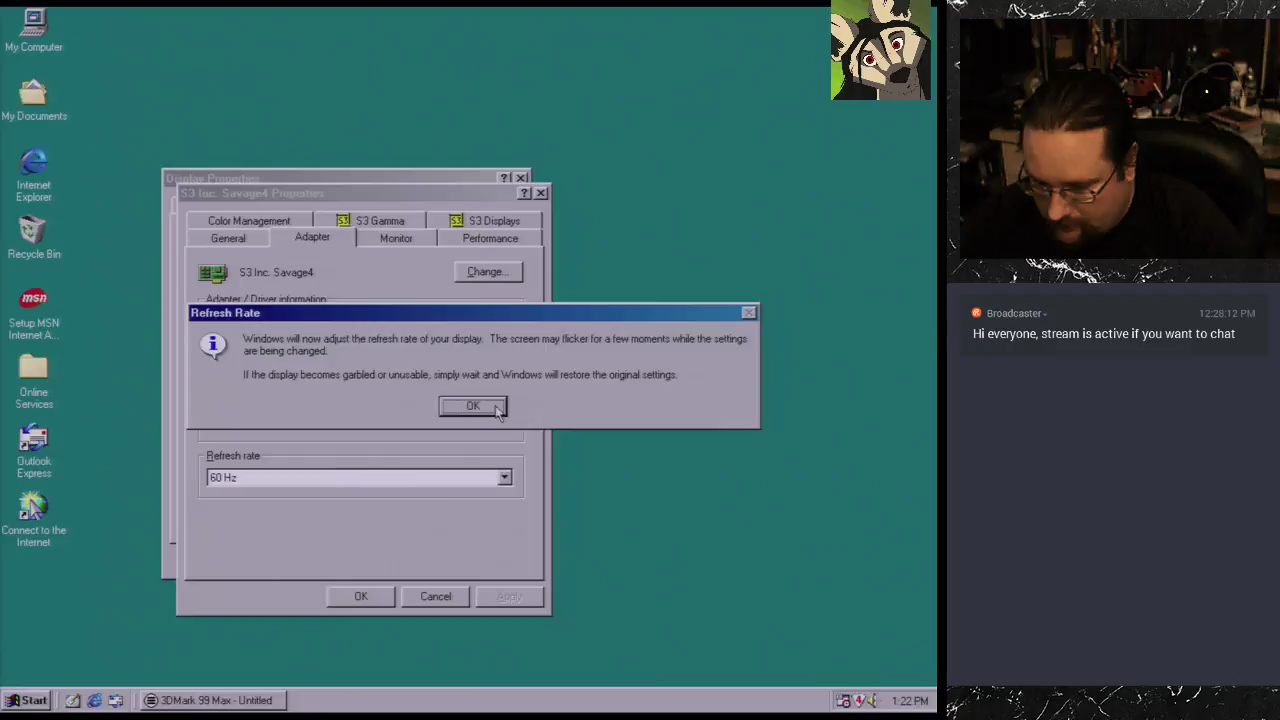 My Computer
My Documents
Internet
Explorer
Recycle Bin
msn
Setup MSN
Internet A...
Online
Services
Outlook
Express
Connect to the
Internet
Display Properties
S3 Inc. Savage4 Properties
Color Management
S3 S3 Gamma
S3 S3 Displays
General
Adapter
Monitor
Performance
S3 Inc. Savage4
Change...
Adapter / Driver information
Refresh Rate
Windows will now adjust the refresh rate of your display. The screen may flicker for a few moments while the settings
are being changed.
If the display becomes garbled or unusable, simply wait and Windows will restore the original settings.
OK
Refresh rate
60 Hz
OK
Cancel
Apply
Start
3DMark 99 Max - Untitled
1:22 PM
Broadcaster
12:28:12 PM
Hi everyone, stream is active if you want to chat